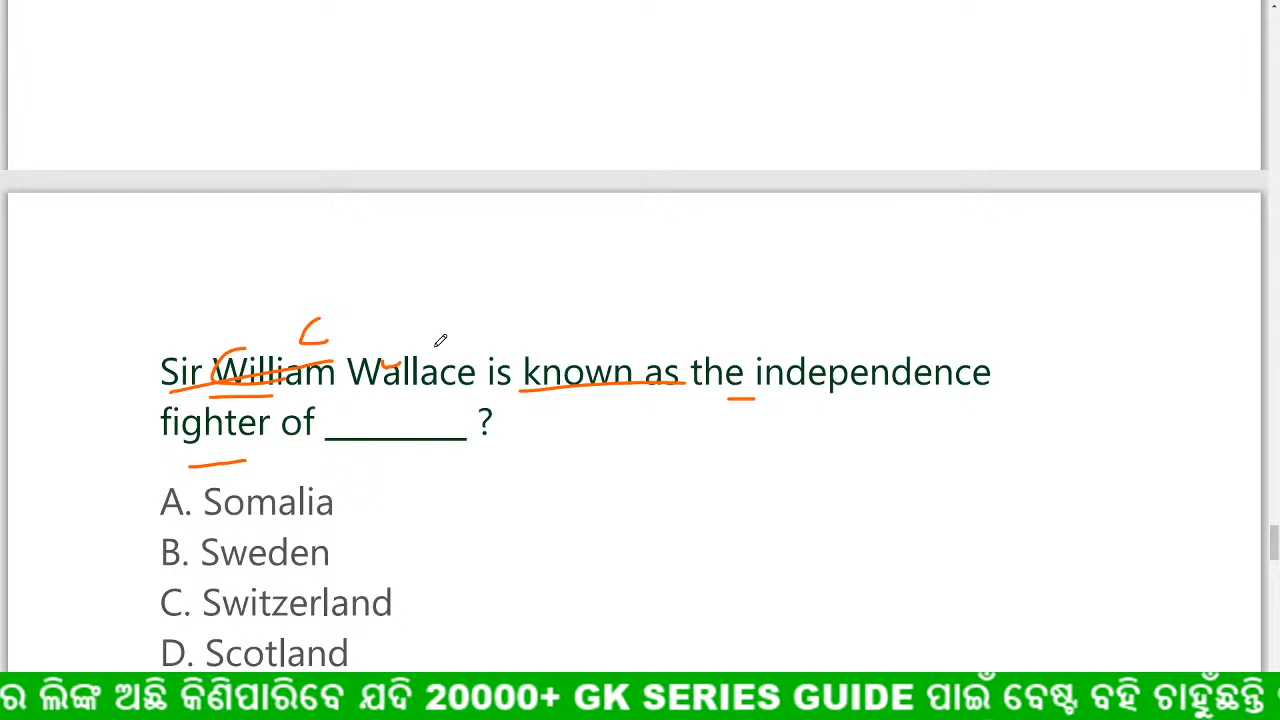 Sir William Wallace is known as the independence
fighter of ________ ?
A. Somalia
B. Sweden
C. Switzerland
D. Scotland
ର ଲିଙ୍କ ଅଛି କିଣିପାରିବେ ଯଦି 20000+ GK SERIES GUIDE ପାଇଁ ବେଷ୍ଟ ବହି ଚାହୁଁଛନ୍ତି